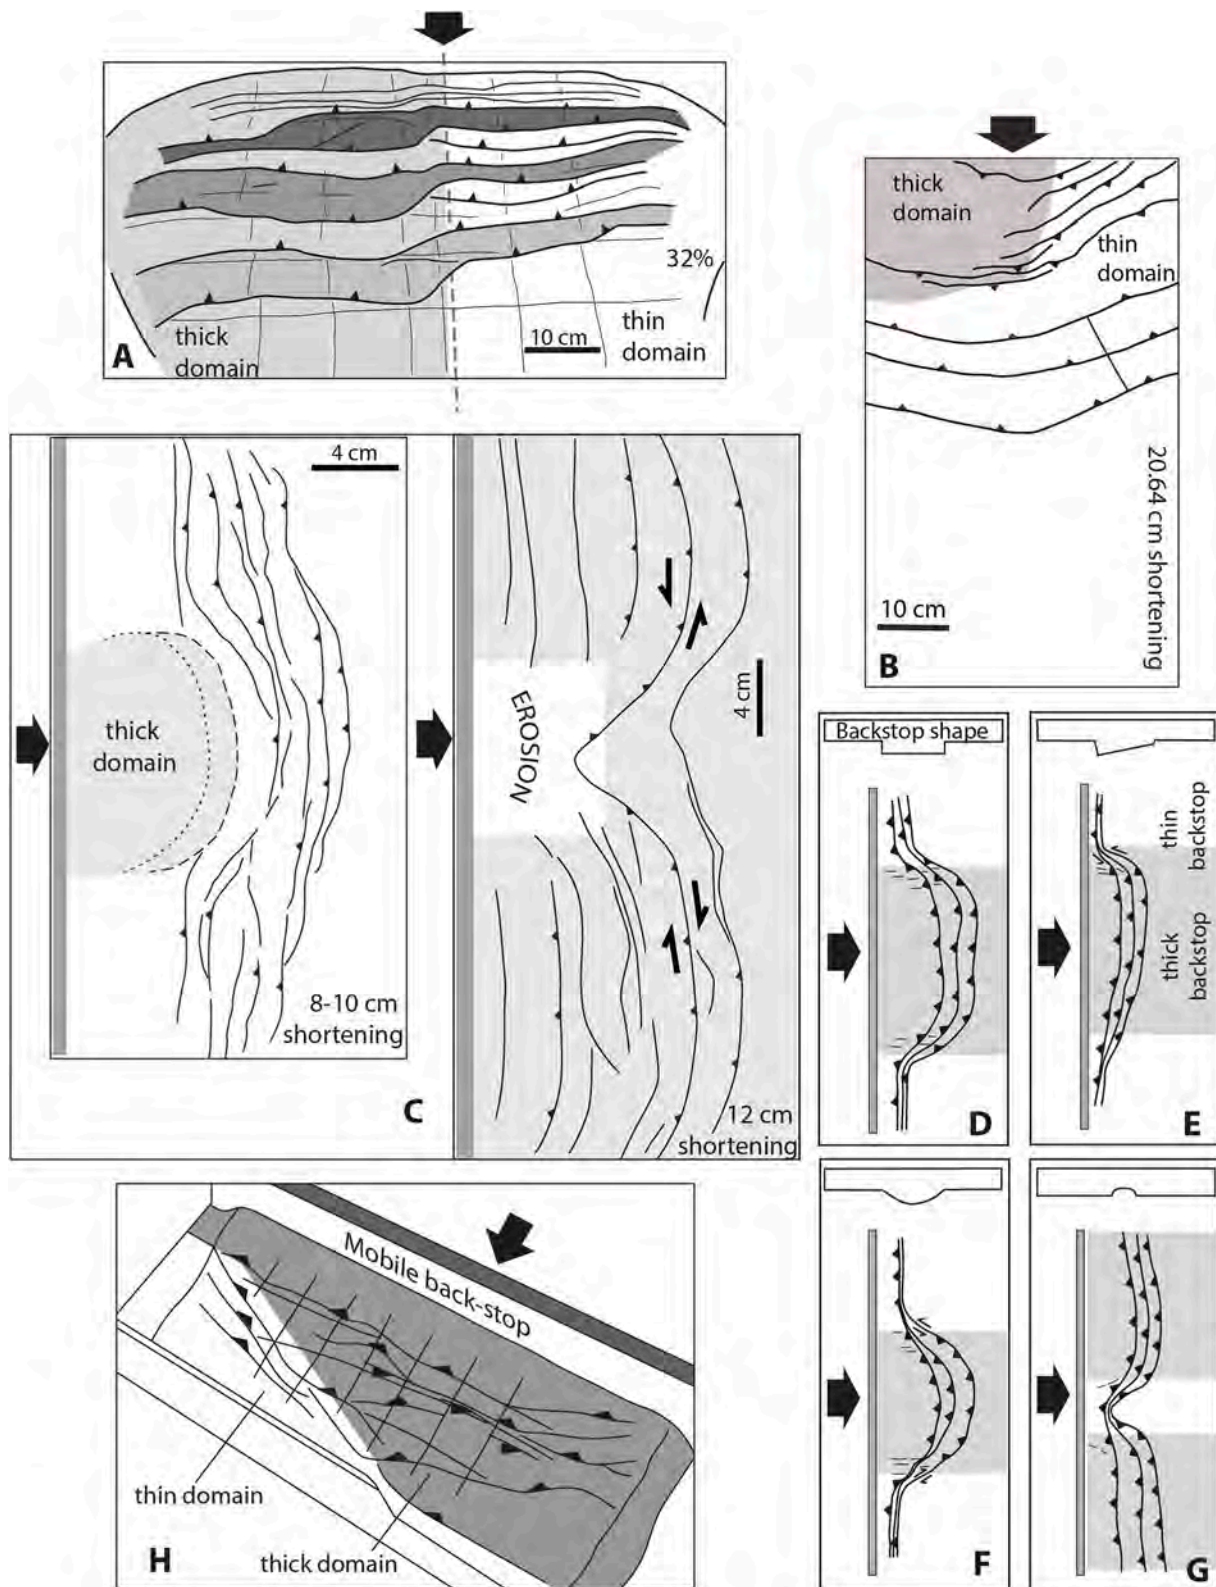 32%
thick
domain
10 cm
thin
domain
A
thick
domain
thin
domain
20.64 cm shortening
10 cm
B
4 cm
thick
domain
8-10 cm
shortening
C
EROSION
4 cm
12 cm
shortening
Backstop shape
D
thin
backstop
thick
backstop
E
Mobile back-stop
thin domain
thick domain
H
F
G